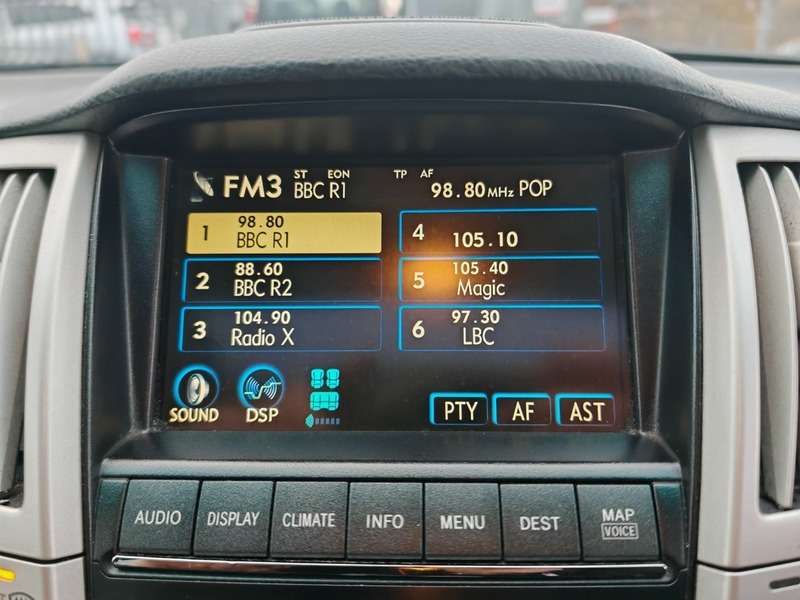 FM3 ST EON BBC R1 TP AF 98.80MHz POP
1 98.80 BBC R1
2 88.60 BBC R2
3 104.90 Radio X
4 105.10
5 105.40 Magic
6 97.30 LBC
SOUND DSP PTY AF AST
AUDIO DISPLAY CLIMATE INFO MENU DEST MAP VOICE